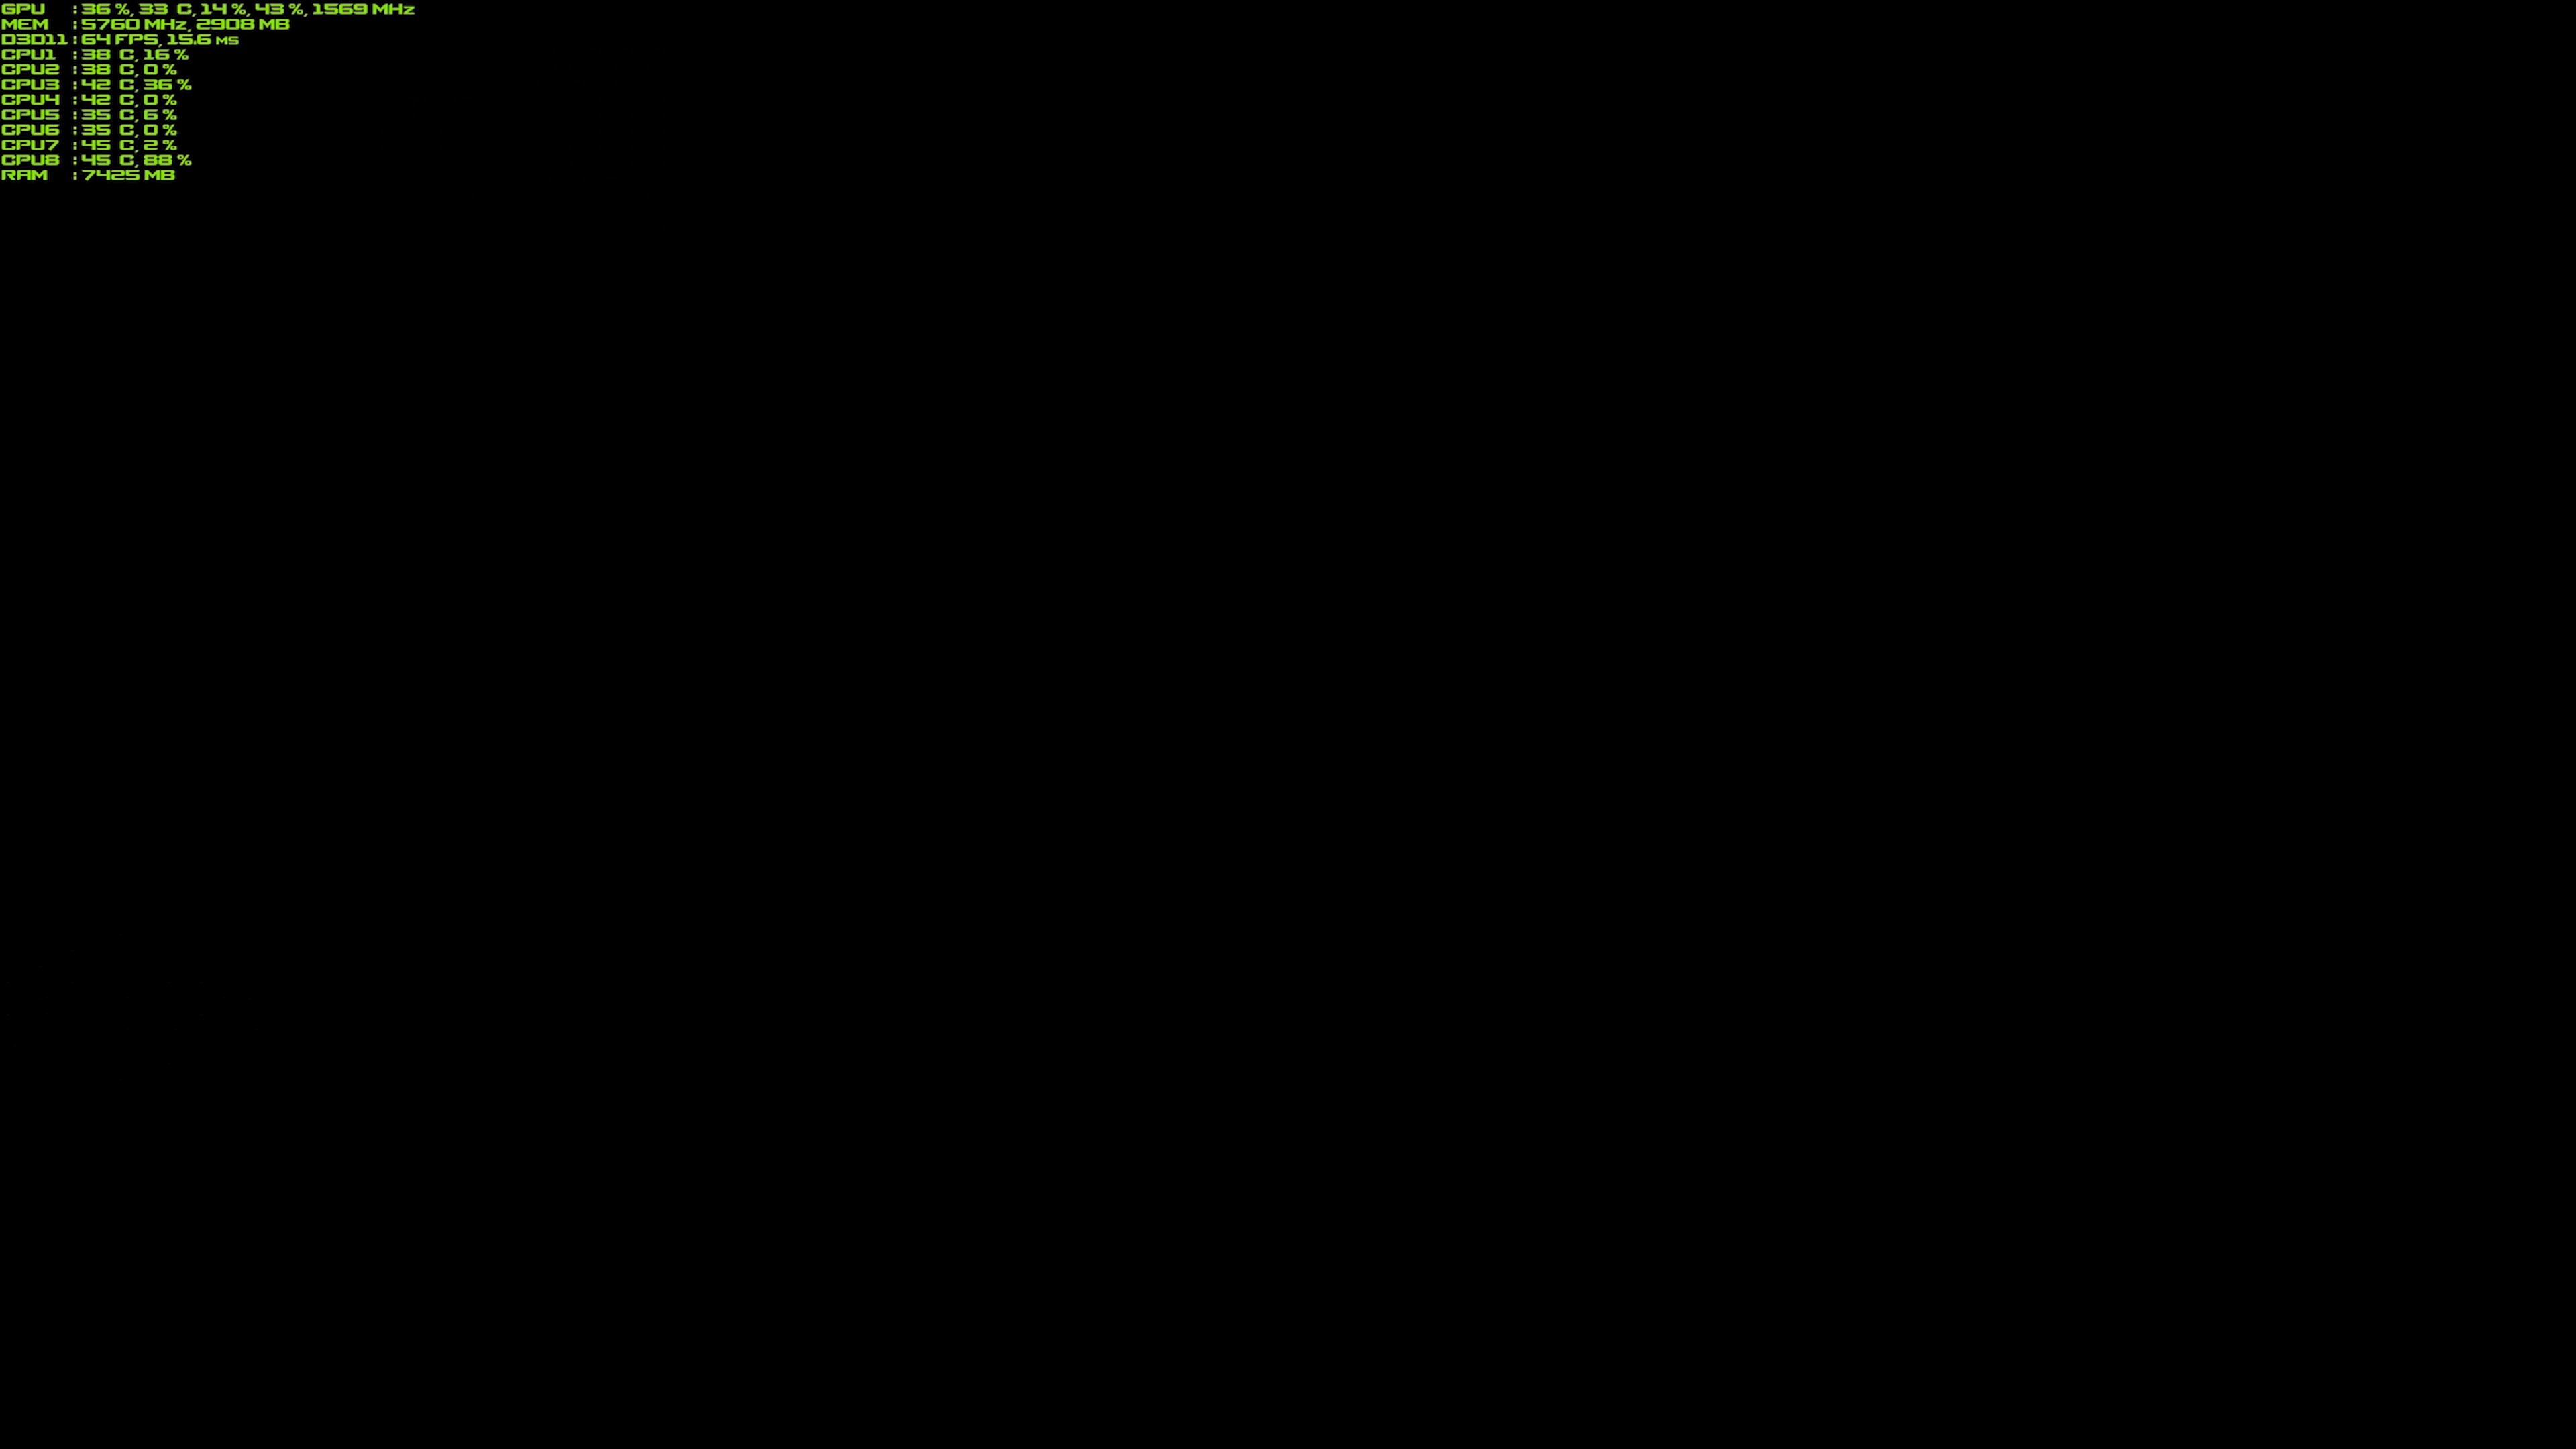 GPU : 36 %, 33 C, 14 %, 43 %, 1569 MHz
MEM : 5760 MHz, 2908 MB
D3D11 : 64 FPS, 15.6 MS
CPU1 : 38 C, 16 %
CPU2 : 38 C, 0 %
CPU3 : 42 C, 36 %
CPU4 : 42 C, 0 %
CPU5 : 35 C, 6 %
CPU6 : 35 C, 0 %
CPU7 : 45 C, 2 %
CPU8 : 45 C, 88 %
RAM : 7425 MB